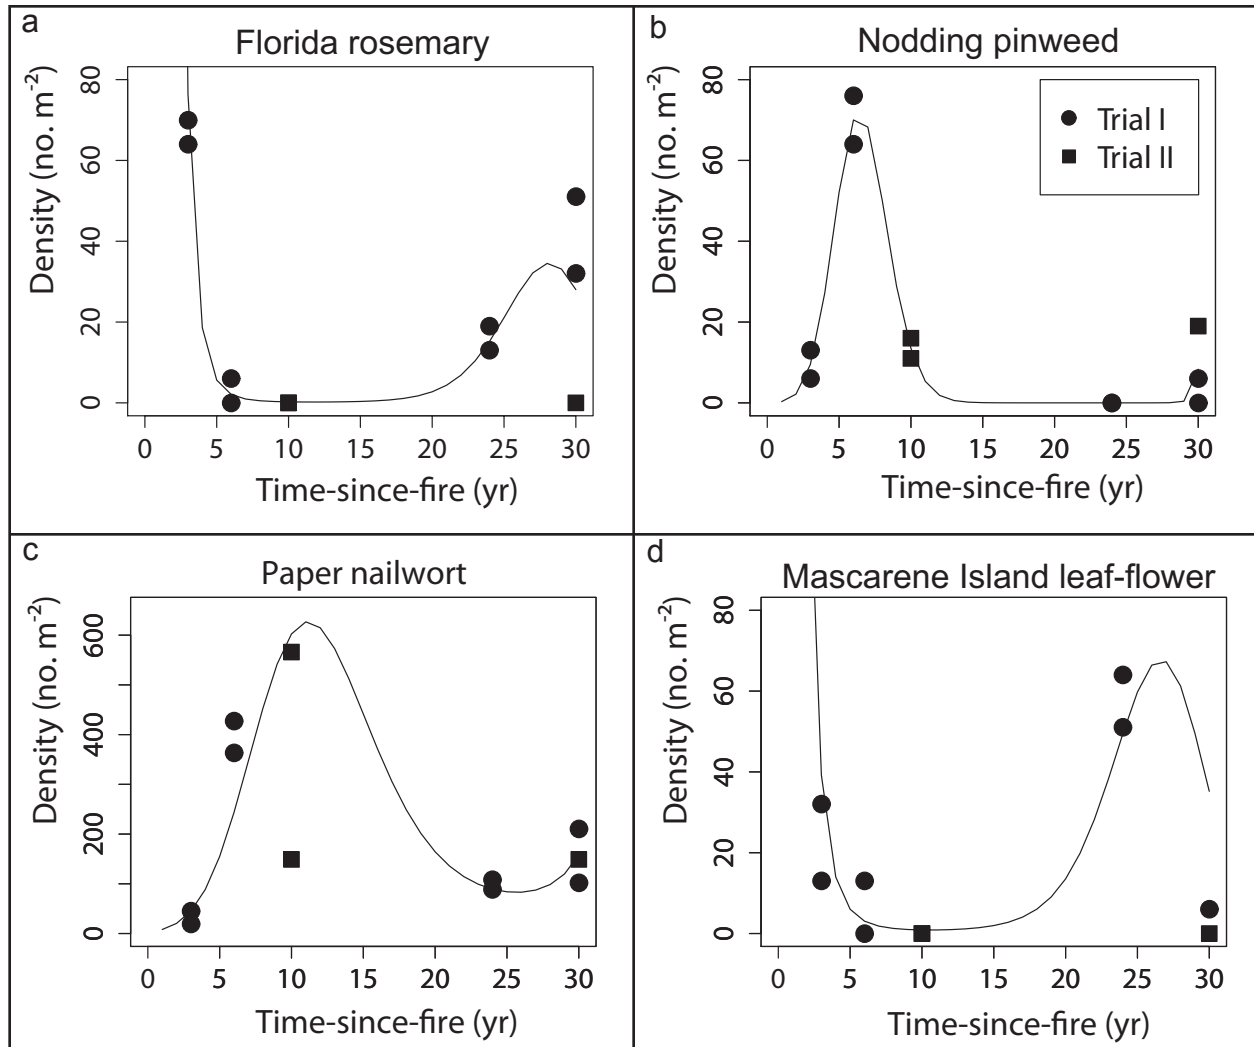 a
Florida rosemary
Density (no. m⁻²)
80
60
40
20
0
0 5 10 15 20 25 30
Time-since-fire (yr)
b
Nodding pinweed
Density (no. m⁻²)
80
60
40
20
0
Trial I
Trial II
0 5 10 15 20 25 30
Time-since-fire (yr)
c
Paper nailwort
Density (no. m⁻²)
600
400
200
0
0 5 10 15 20 25 30
Time-since-fire (yr)
d
Mascarene Island leaf-flower
Density (no. m⁻²)
80
60
40
20
0
0 5 10 15 20 25 30
Time-since-fire (yr)